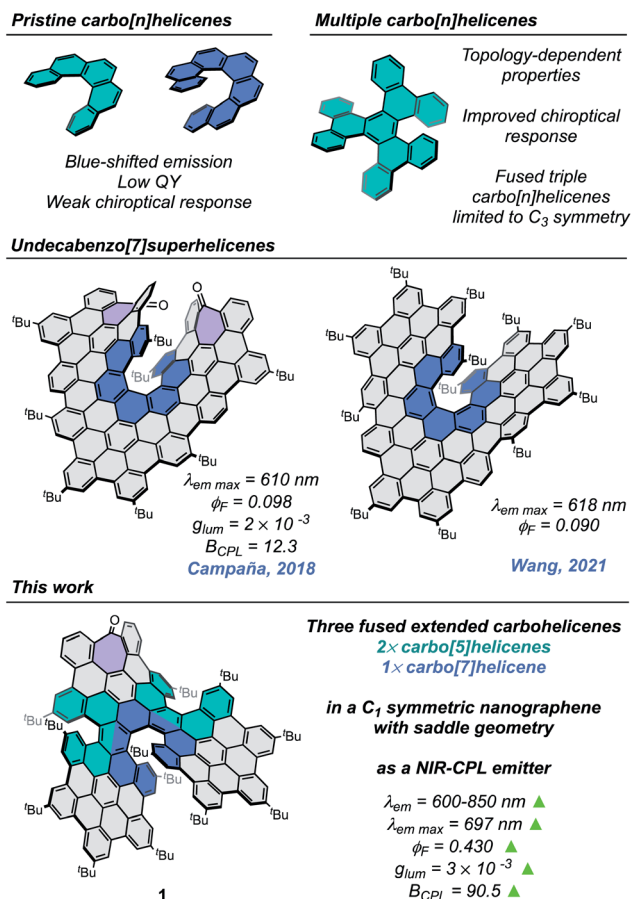 Pristine carbo[n]helicenes
Blue-shifted emission
Low QY
Weak chiroptical response
Multiple carbo[n]helicenes
Topology-dependent
properties
Improved chiroptical
response
Fused triple
carbo[n]helicenes
limited to C3 symmetry
Undecabenzo[7]superhelicenes
O
O
tBu
tBu
tBu
tBu
tBu
tBu
tBu
tBu
λem max = 610 nm
ϕF = 0.098
glum = 2 × 10 -3
BCPL = 12.3
Campaña, 2018
tBu
tBu
tBu
tBu
tBu
tBu
tBu
tBu
tBu
λem max = 618 nm
ϕF = 0.090
Wang, 2021
This work
O
tBu
tBu
tBu
tBu
tBu
tBu
tBu
tBu
tBu
tBu
1
Three fused extended carbohelicenes
2× carbo[5]helicenes
1× carbo[7]helicene
in a C1 symmetric nanographene
with saddle geometry
as a NIR-CPL emitter
λem = 600-850 nm
λem max = 697 nm
ϕF = 0.430
glum = 3 × 10 -3
BCPL = 90.5